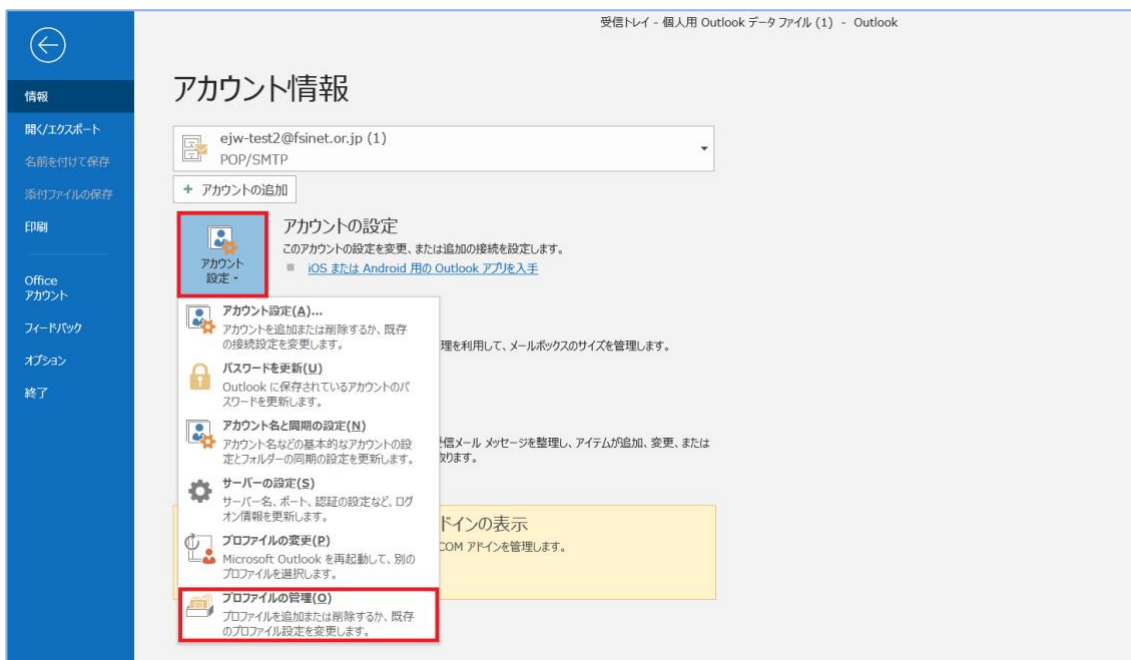 受信トレイ - 個人用 Outlook データ ファイル (1) - Outlook
情報
開く/エクスポート
名前を付けて保存
添付ファイルの保存
印刷
Office
アカウント
フィードバック
オプション
終了
アカウント情報
ejw-test2@fsinet.or.jp (1)
POP/SMTP
+ アカウントの追加
アカウント
設定
アカウントの設定
このアカウントの設定を変更、または追加の接続を設定します。
iOS または Android 用の Outlook アプリを入手
アカウント設定(A)...
アカウントを追加または削除するか、既存
の接続設定を変更します。
理を利用して、メールボックスのサイズを管理します。
パスワードを更新(U)
Outlook に保存されているアカウントのパ
スワードを更新します。
アカウント名と同期の設定(N)
アカウント名などの基本的なアカウントの設
定とフォルダーの同期の設定を更新します。
信メール メッセージを整理し、アイテムが追加、変更、または
取ります。
サーバーの設定(S)
サーバー名、ポート、認証の設定など、ログ
オン情報を更新します。
プロファイルの変更(P)
Microsoft Outlook を再起動して、別の
プロファイルを選択します。
ドインの表示
COM アドインを管理します。
プロファイルの管理(O)
プロファイルを追加または削除するか、既存
のプロファイル設定を変更します。